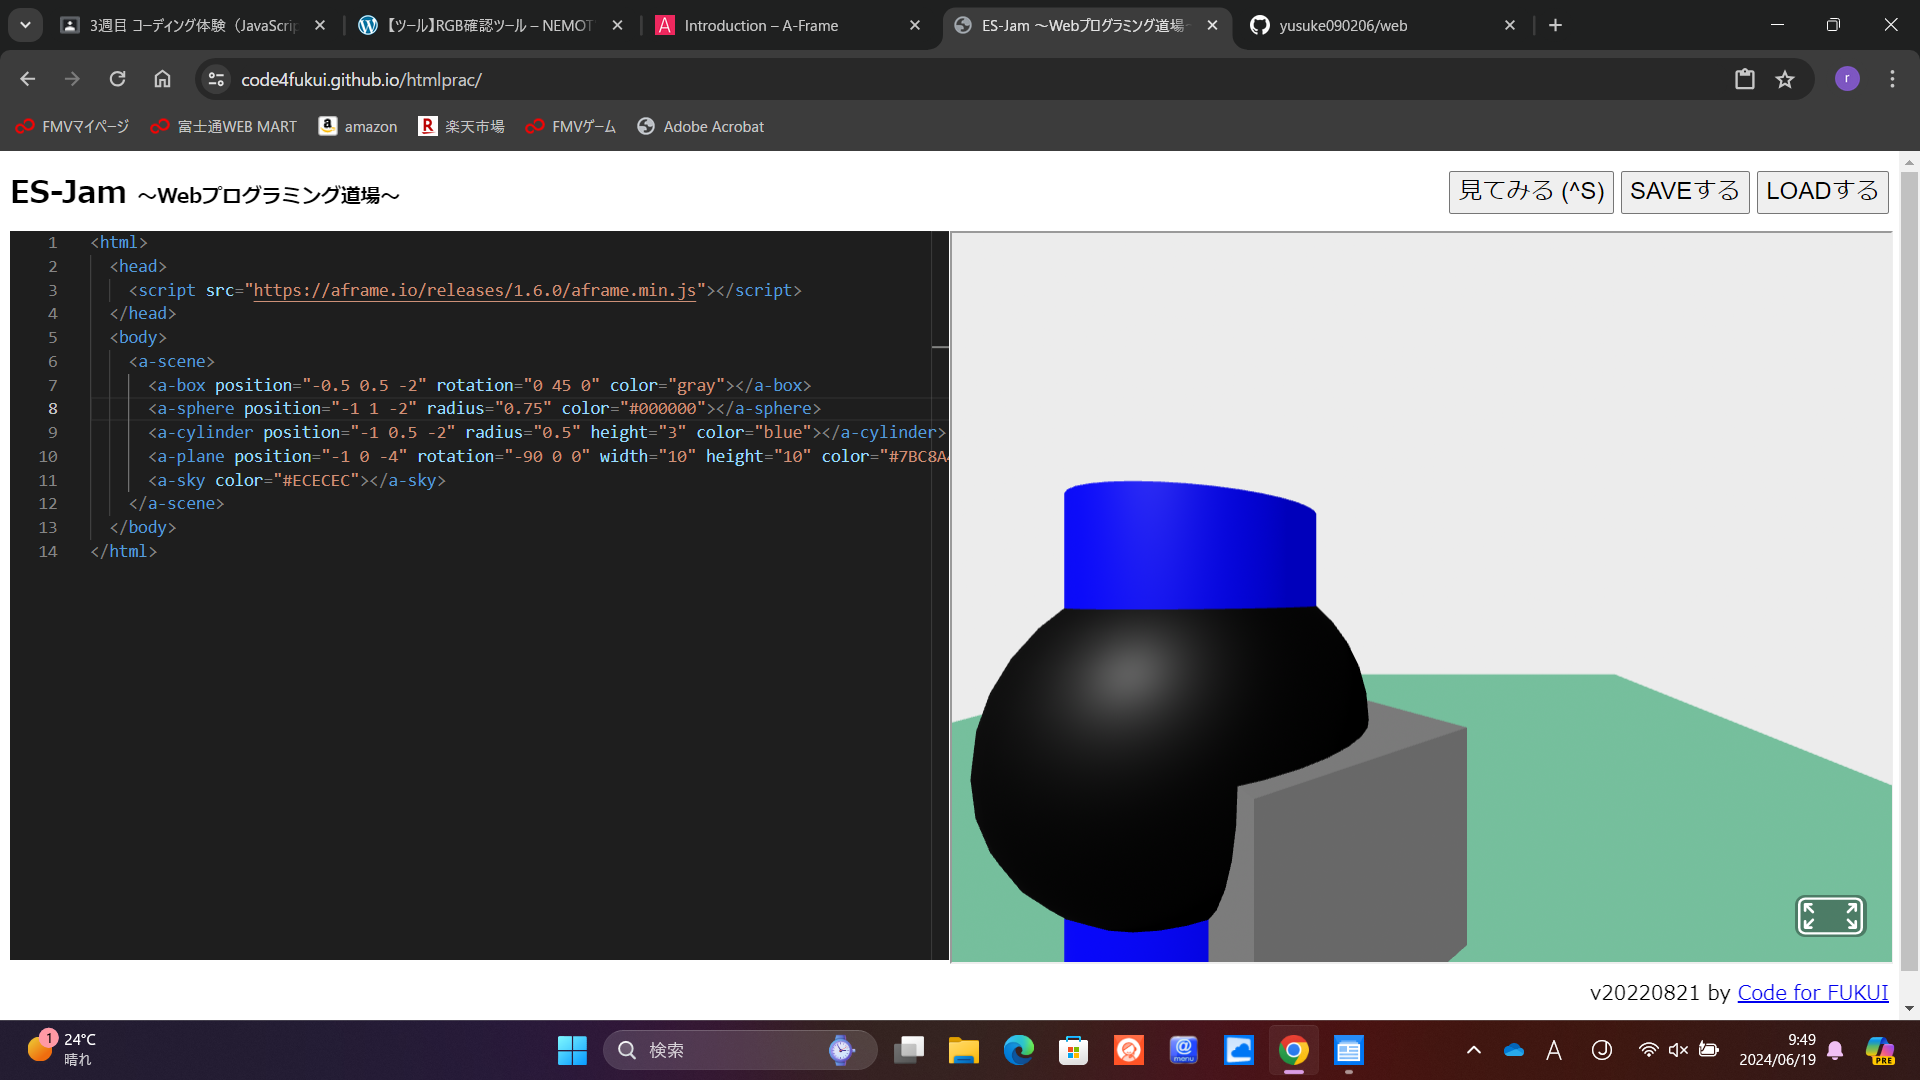 3週目 コーディング体験（JavaScrip
【ツール】RGB確認ツール – NEMOT
Introduction – A-Frame
ES-Jam ～Webプログラミング道場～
yusuke090206/web
code4fukui.github.io/htmlprac/
r
FMVマイページ
富士通WEB MART
amazon
楽天市場
FMVゲーム
Adobe Acrobat
ES-Jam ～Webプログラミング道場～
見てみる (^S)
SAVEする
LOADする
1 <html>
2 <head>
3 <script src="https://aframe.io/releases/1.6.0/aframe.min.js"></script>
4 </head>
5 <body>
6 <a-scene>
7 <a-box position="-0.5 0.5 -2" rotation="0 45 0" color="gray"></a-box>
8 <a-sphere position="-1 1 -2" radius="0.75" color="#000000"></a-sphere>
9 <a-cylinder position="-1 0.5 -2" radius="0.5" height="3" color="blue"></a-cylinder>
10 <a-plane position="-1 0 -4" rotation="-90 0 0" width="10" height="10" color="#7BC8A4
11 <a-sky color="#ECECEC"></a-sky>
12 </a-scene>
13 </body>
14 </html>
v20220821 by Code for FUKUI
1
24°C
晴れ
検索
@
menu
A
J
9:49
2024/06/19
PRE